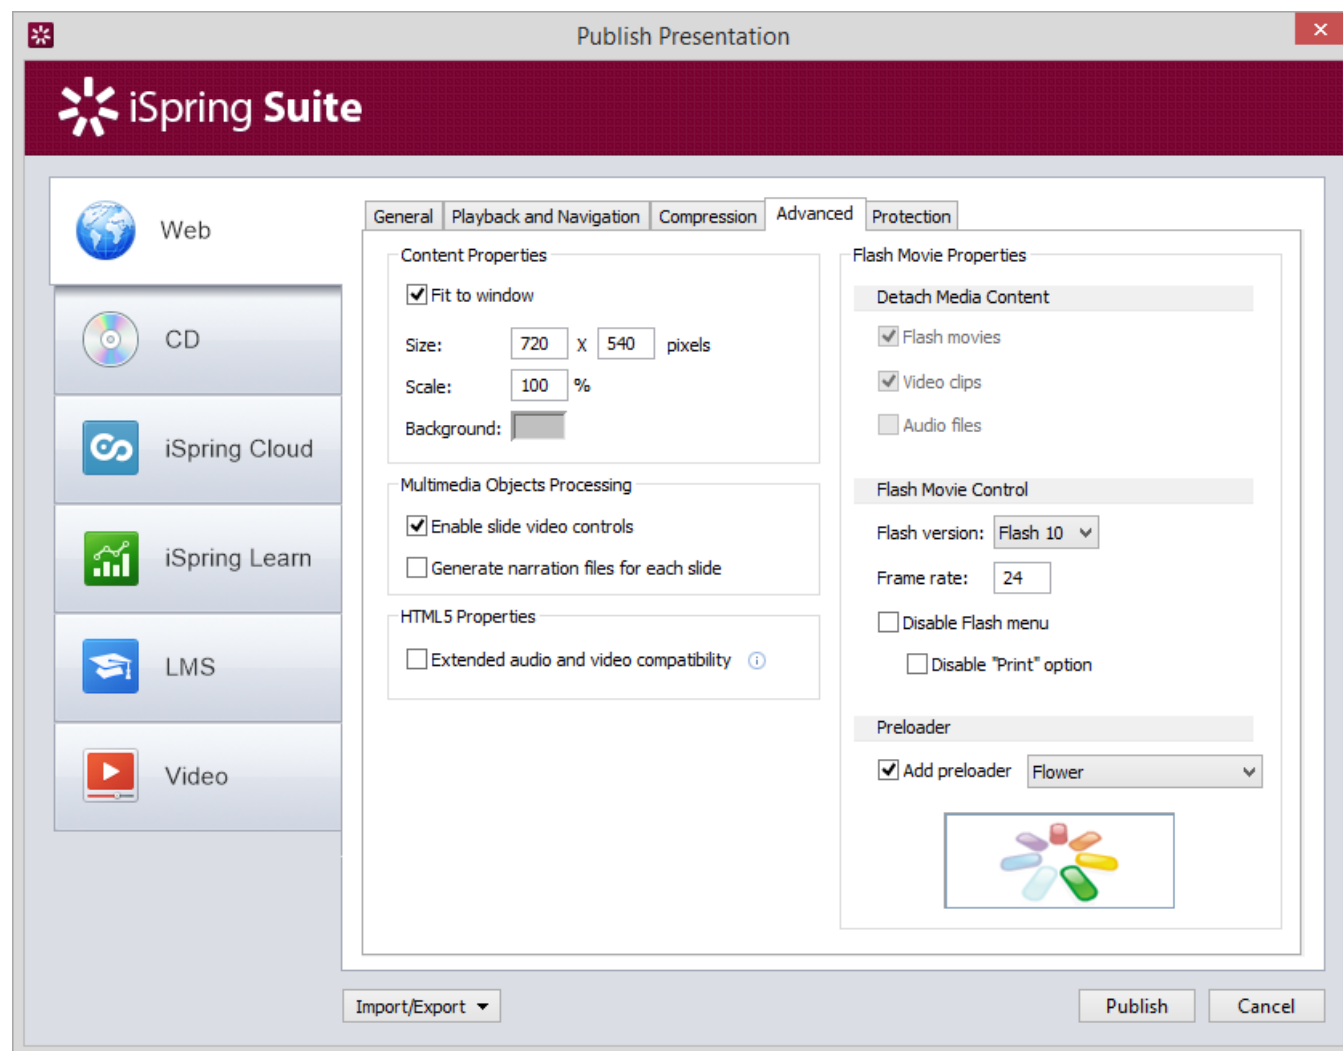 Publish Presentation
iSpring Suite
Web
CD
iSpring Cloud
iSpring Learn
LMS
Video
General
Playback and Navigation
Compression
Advanced
Protection
Content Properties
Fit to window
Size: 720 X 540 pixels
Scale: 100 %
Background:
Multimedia Objects Processing
Enable slide video controls
Generate narration files for each slide
HTML5 Properties
Extended audio and video compatibility
Flash Movie Properties
Detach Media Content
Flash movies
Video clips
Audio files
Flash Movie Control
Flash version: Flash 10
Frame rate: 24
Disable Flash menu
Disable "Print" option
Preloader
Add preloader Flower
Import/Export
Publish
Cancel